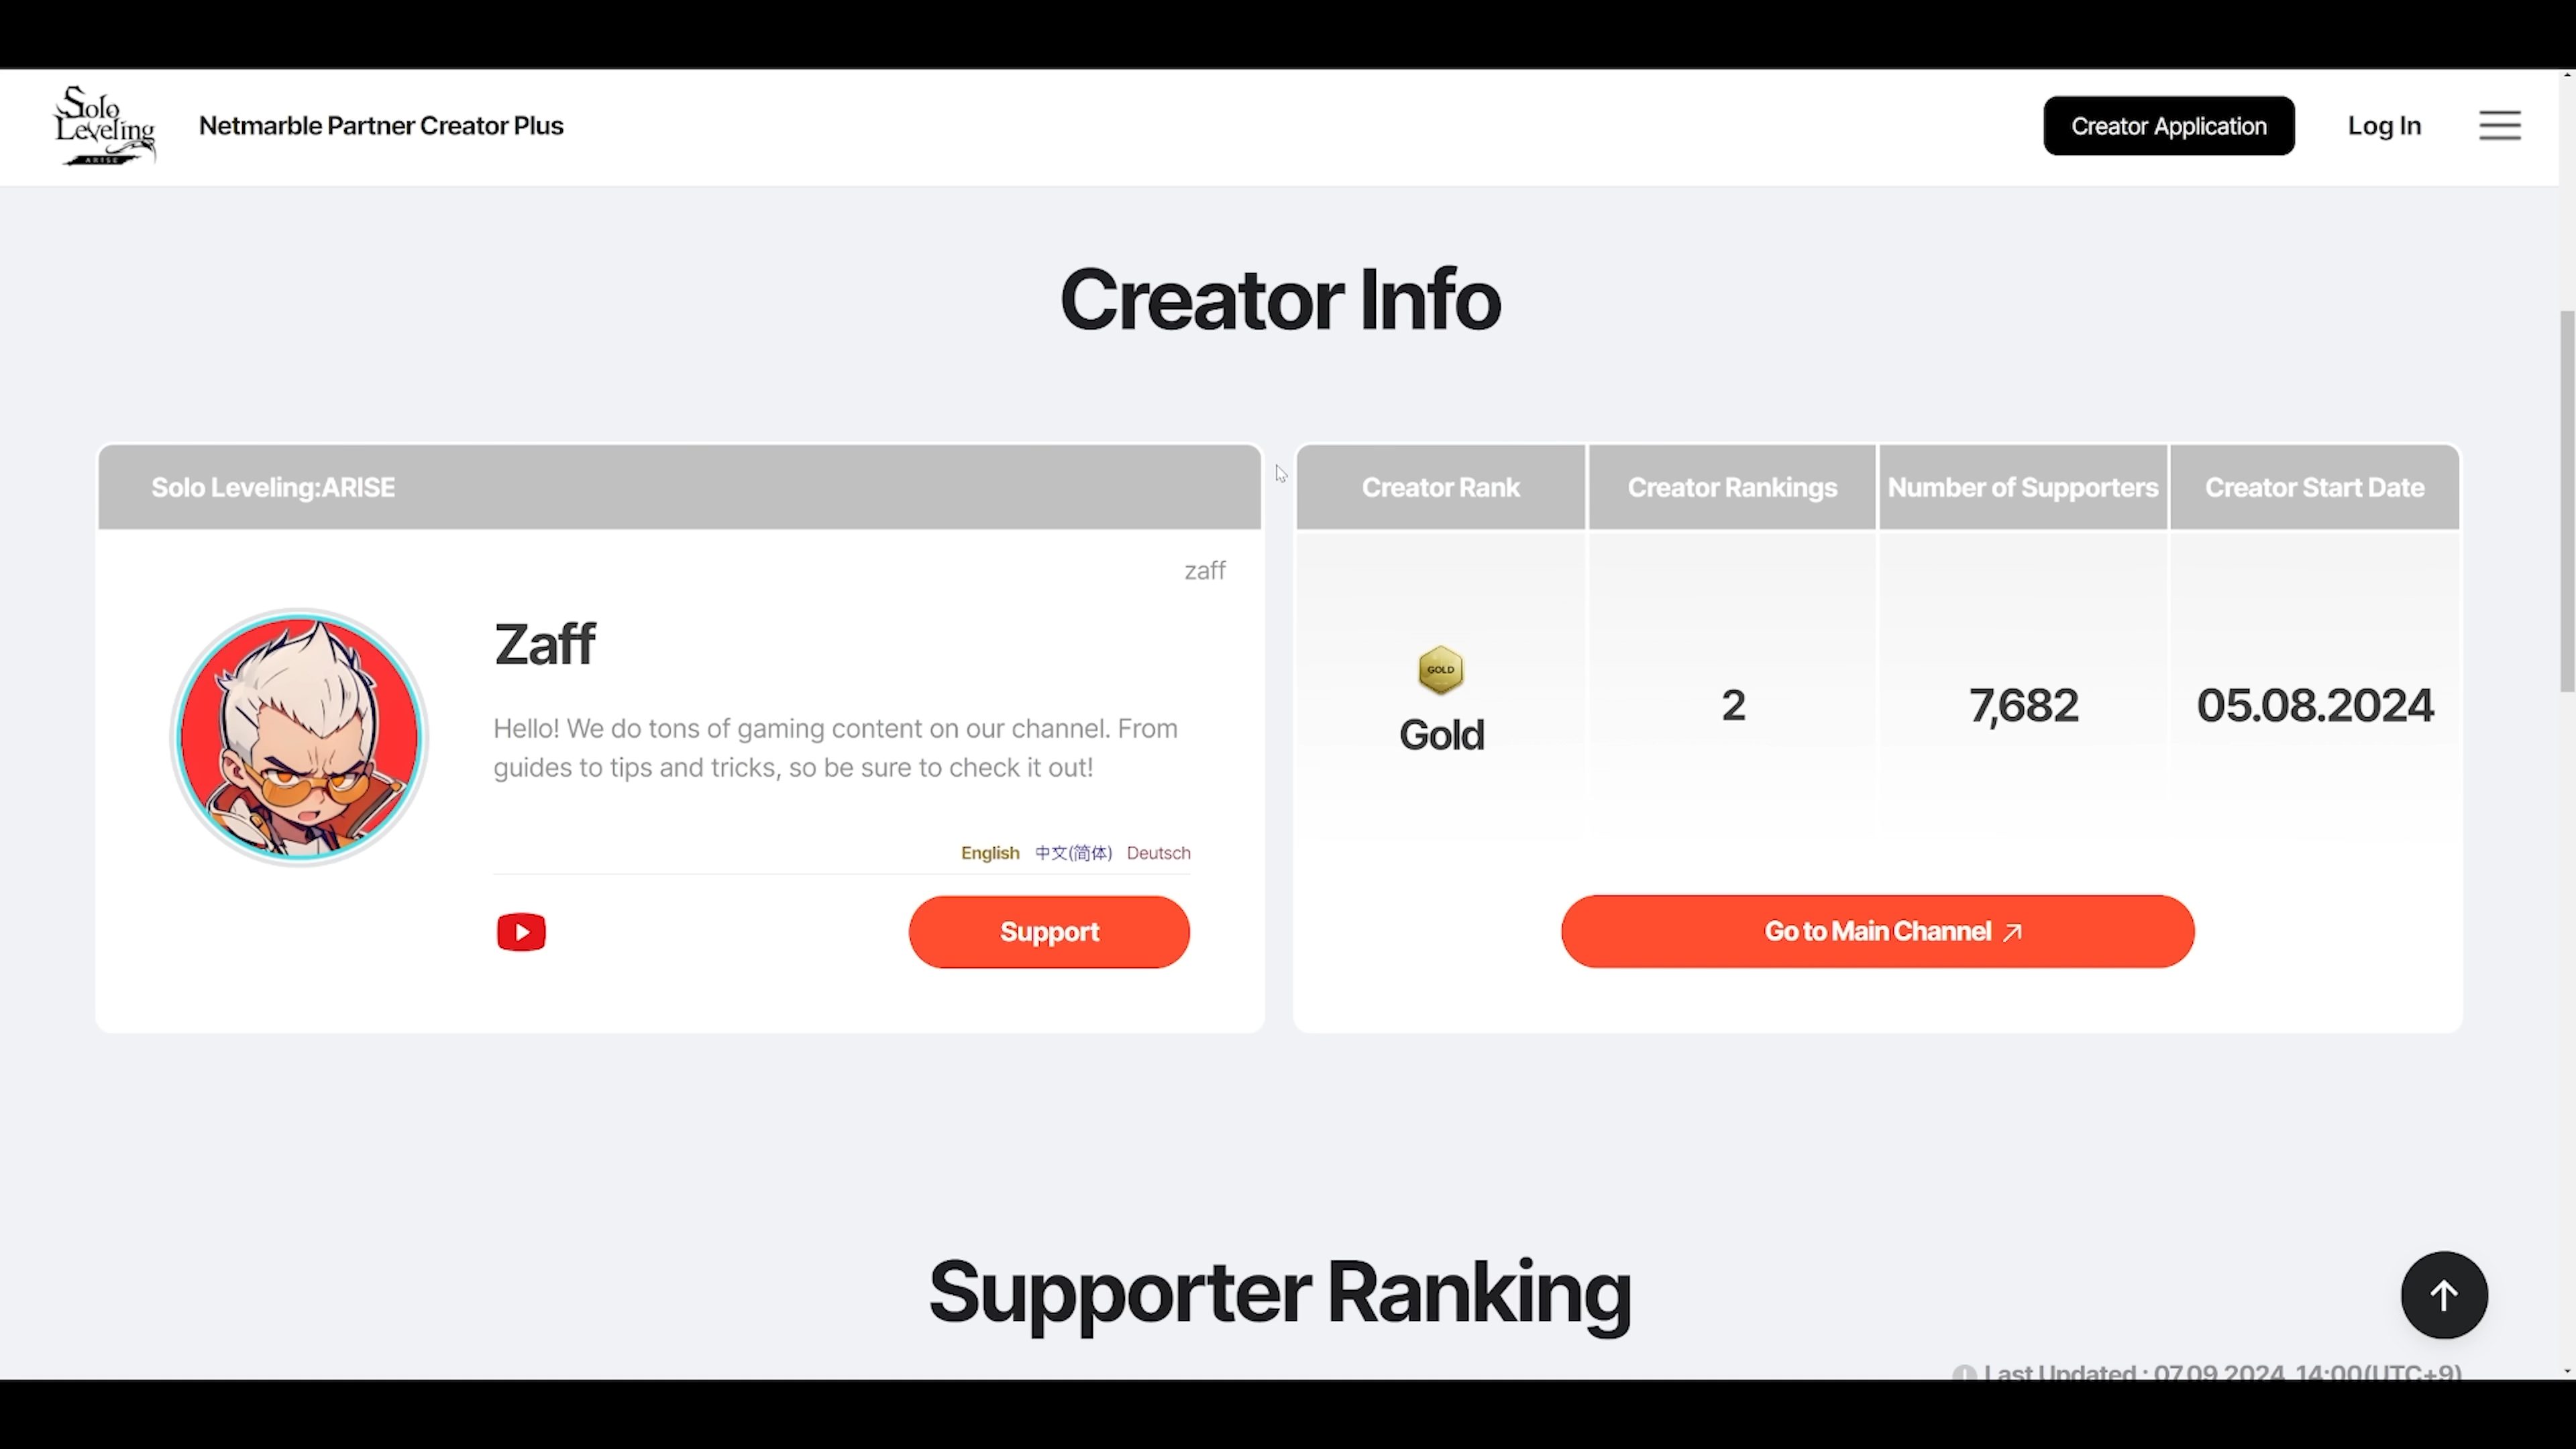 Solo
Leveling
ARISE
Netmarble Partner Creator Plus
Creator Application
Log In
Creator Info
Solo Leveling:ARISE
zaff
Zaff
Hello! We do tons of gaming content on our channel. From
guides to tips and tricks, so be sure to check it out!
English 中文(简体) Deutsch
Support
Creator Rank Creator Rankings Number of Supporters Creator Start Date
GOLD
Gold 2 7,682 05.08.2024
Go to Main Channel
Supporter Ranking
Last Updated : 07.09.2024, 14:00(UTC+9)